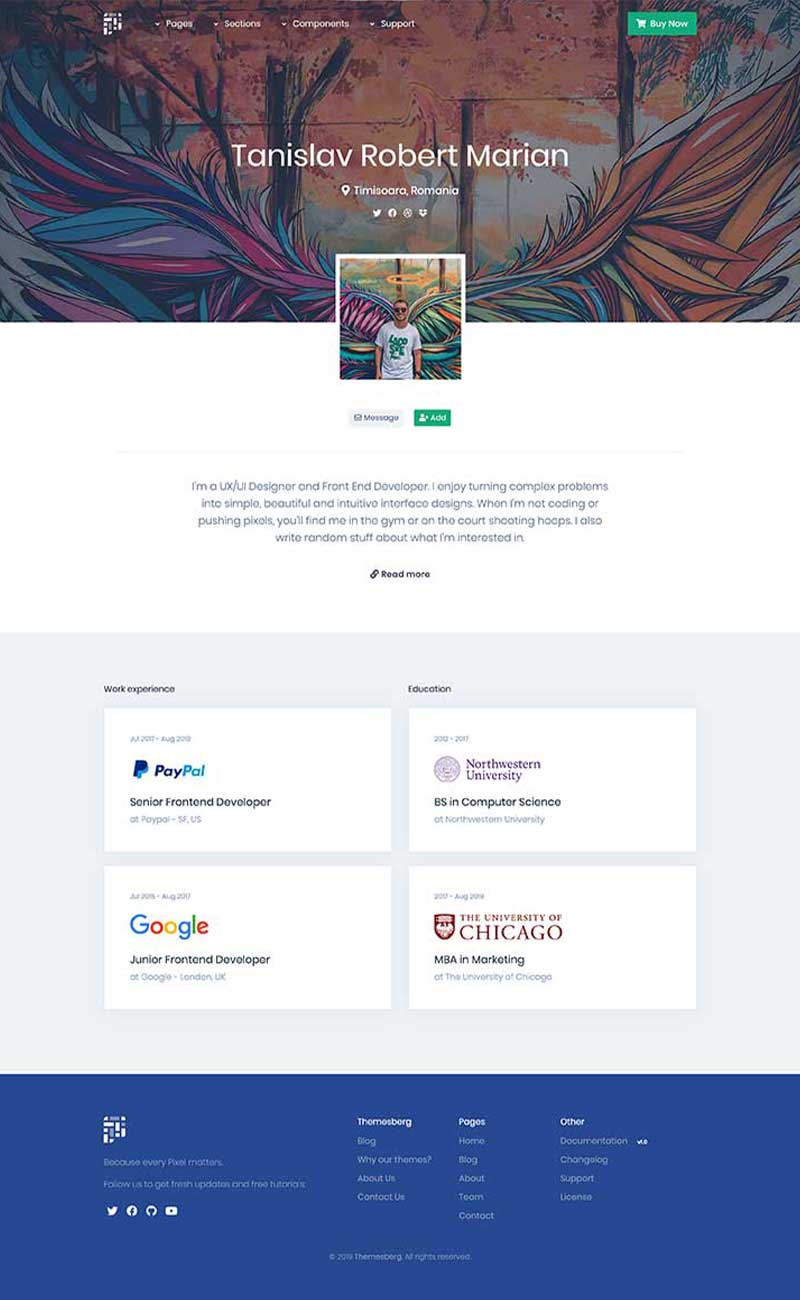 Pages Sections Components Support Buy Now
Tanislav Robert Marian
Timisoara, Romania
LACO
STE
Message Add
I'm a UX/UI Designer and Front End Developer. I enjoy turning complex problems
into simple, beautiful and intuitive interface designs. When I'm not coding or
pushing pixels, you'll find me in the gym or on the court shooting hoops. I also
write random stuff about what I'm interested in.
Read more
Work experience
Jul 2017 - Aug 2019
PayPal
Senior Frontend Developer
at Paypal - SF, US
Jul 2015 - Aug 2017
Google
Junior Frontend Developer
at Google - London, UK
Education
2012 - 2017
Northwestern
University
BS in Computer Science
at Northwestern University
2017 - Aug 2019
THE UNIVERSITY OF
CHICAGO
MBA in Marketing
at The University of Chicago
Because every Pixel matters.
Follow us to get fresh updates and free tutorials.
Themesberg
Blog
Why our themes?
About Us
Contact Us
Pages
Home
Blog
About
Team
Contact
Other
Documentation v1.0
Changelog
Support
License
© 2019 Themesberg. All rights reserved.